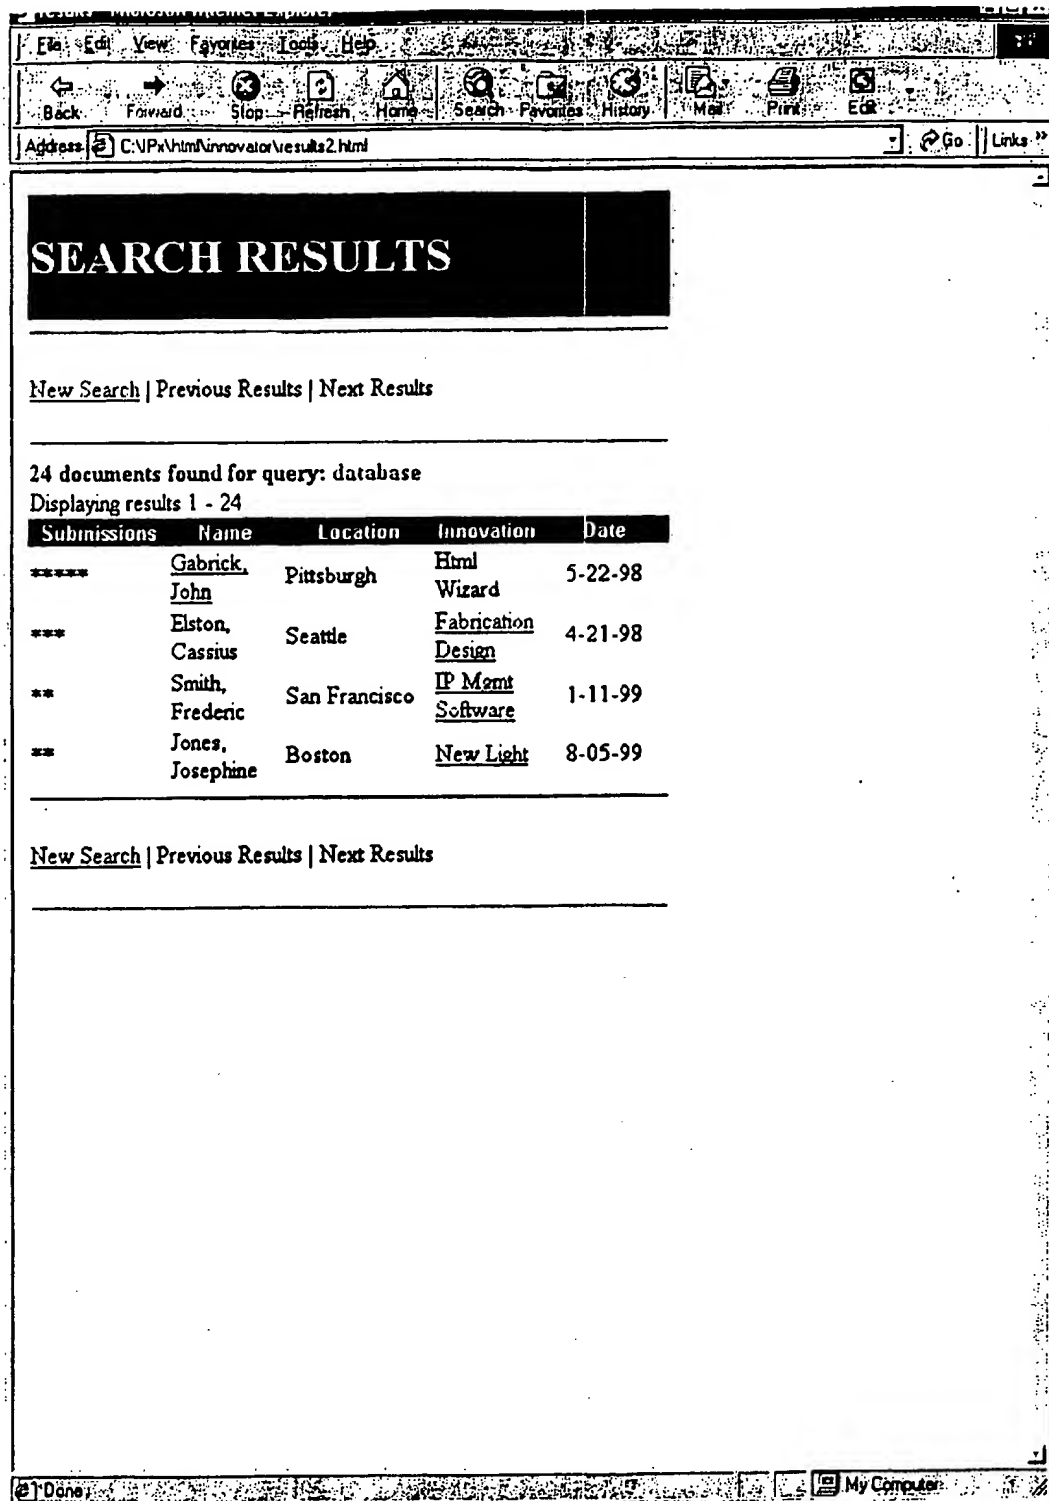 Results - Microsoft Internet Explorer
File Edit View Favorites Tools Help
Back Forward Stop Refresh Home Search Favorites History Mail Print Edit
Address C:\IPx\html\innovator\results2.html Go Links »
SEARCH RESULTS
New Search | Previous Results | Next Results
24 documents found for query: database
Displaying results 1 - 24
Submissions Name Location Innovation Date
***** Gabrick, John Pittsburgh Html Wizard 5-22-98
*** Elston, Cassius Seattle Fabrication Design 4-21-98
** Smith, Frederic San Francisco IP Mgmt Software 1-11-99
** Jones, Josephine Boston New Light 8-05-99
New Search | Previous Results | Next Results
Done My Computer